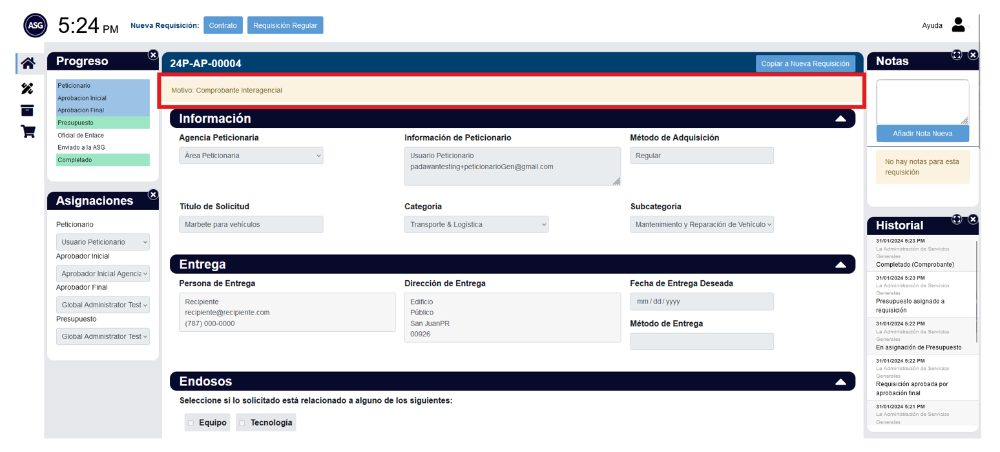 ASG
5:24 PM
Nueva Requisición:
Contrato
Requisición Regular
Ayuda
Progreso
Peticionario
Aprobacion Inicial
Aprobacion Final
Presupuesto
Oficial de Enlace
Enviado a la ASG
Completado
Asignaciones
Peticionario
Usuario Peticionario
Aprobador Inicial
Aprobador Inicial Agencia
Aprobador Final
Global Administrator Test
Presupuesto
Global Administrator Test
24P-AP-00004
Copiar a Nueva Requisición
Motivo: Comprobante Interagencial
Información
Agencia Peticionaria
Área Peticionaria
Información de Peticionario
Usuario Peticionario
padawantesting+peticionarioGen@gmail.com
Método de Adquisición
Regular
Título de Solicitud
Marbete para vehículos
Categoría
Transporte & Logística
Subcategoría
Mantenimiento y Reparación de Vehículo
Entrega
Persona de Entrega
Recipiente
recipiente@recipiente.com
(787) 000-0000
Dirección de Entrega
Edificio
Público
San JuanPR
00926
Fecha de Entrega Deseada
mm/dd/yyyy
Método de Entrega
Endosos
Seleccione si lo solicitado está relacionado a alguno de los siguientes:
Equipo
Tecnología
Notas
Añadir Nota Nueva
No hay notas para esta
requisición
Historial
31/01/2024 5:23 PM
La Administración de Servicios
Generales
Completado (Comprobante)
31/01/2024 5:23 PM
La Administración de Servicios
Generales
Presupuesto asignado a
requisición
31/01/2024 5:22 PM
La Administración de Servicios
Generales
En asignación de Presupuesto
31/01/2024 5:22 PM
La Administración de Servicios
Generales
Requisición aprobada por
aprobación final
31/01/2024 5:21 PM
La Administración de Servicios
Generales